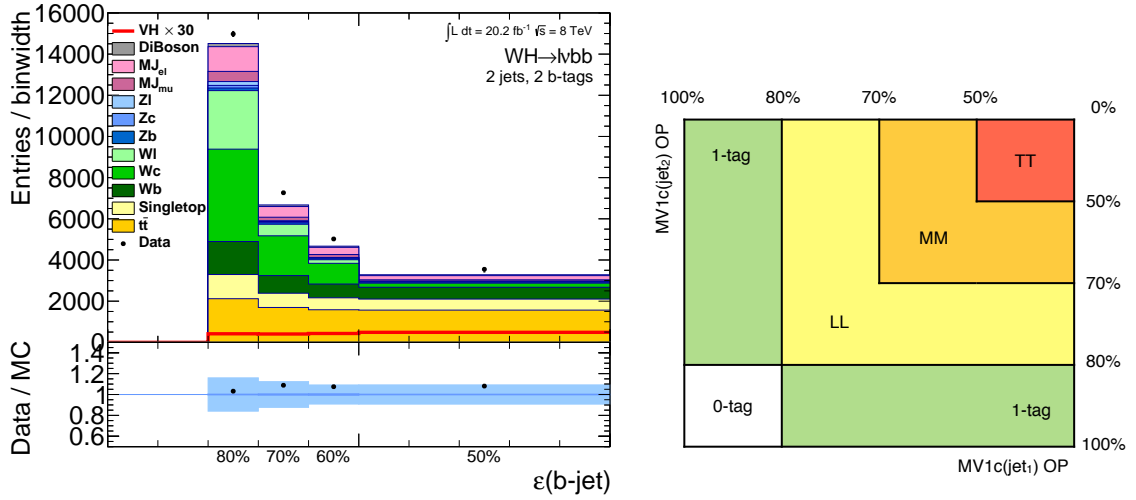 16000
14000
12000
10000
8000
6000
4000
2000
0
Entries / binwidth
VH × 30
DiBoson
MJel
MJmu
Zl
Zc
Zb
Wl
Wc
Wb
Singletop
tt̄
Data
∫L dt = 20.2 fb⁻¹ √s = 8 TeV
WH→lνbb
2 jets, 2 b-tags
1.4
1.2
1
0.8
0.6
Data / MC
80% 70% 60% 50%
ε(b-jet)
100% 80% 70% 50% 0%
MV1c(jet₂) OP
1-tag
TT
50%
MM
70%
LL
80%
0-tag
1-tag
100%
MV1c(jet₁) OP